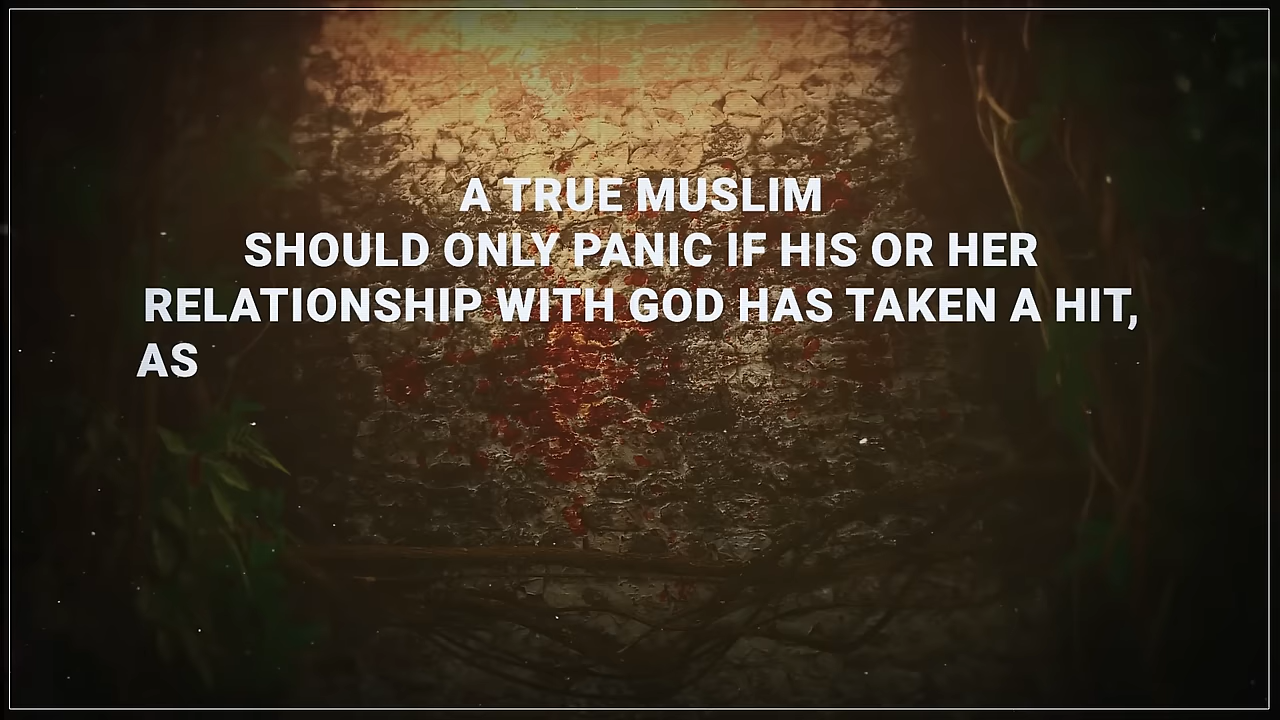 A TRUE MUSLIM
SHOULD ONLY PANIC IF HIS OR HER
RELATIONSHIP WITH GOD HAS TAKEN A HIT,
AS